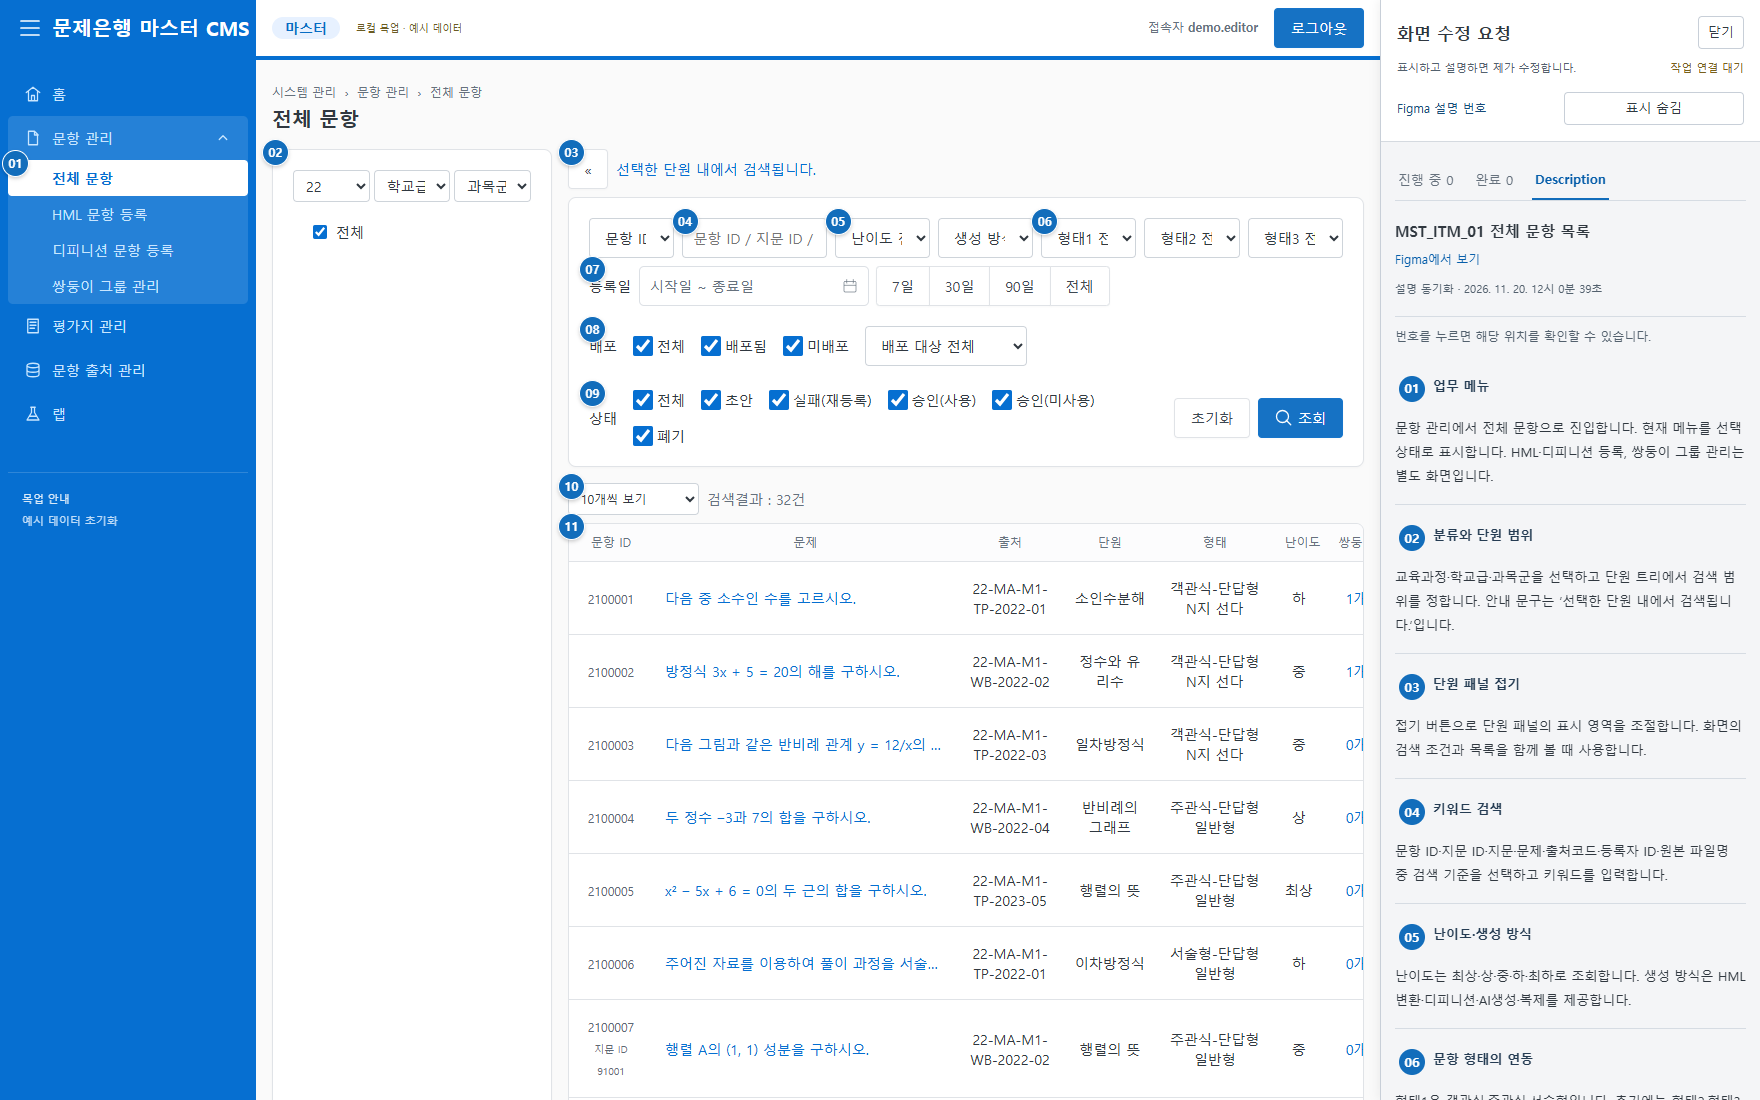 문제은행 마스터 CMS
홈
문항 관리
01
전체 문항
HML 문항 등록
디피니션 문항 등록
쌍둥이 그룹 관리
평가지 관리
문항 출처 관리
랩
목업 안내
예시 데이터 초기화
마스터 로컬 목업 · 예시 데이터
접속자 demo.editor 로그아웃
시스템 관리 › 문항 관리 › 전체 문항
전체 문항
02
22 학교급 과목군
전체
03
« 선택한 단원 내에서 검색됩니다.
04 05 06
문항 ID 문항 ID / 지문 ID / 난이도 생성 방식 형태1 전 형태2 전 형태3 전
07
등록일 시작일 ~ 종료일 7일 30일 90일 전체
08
배포 전체 배포됨 미배포 배포 대상 전체
09
상태 전체 초안 실패(재등록) 승인(사용) 승인(미사용)
폐기
초기화 조회
10
10개씩 보기 검색결과 : 32건
11
문항 ID 문제 출처 단원 형태 난이도 쌍둥
2100001 다음 중 소수인 수를 고르시오. 22-MA-M1-TP-2022-01 소인수분해 객관식-단답형 N지 선다 하 1개
2100002 방정식 3x + 5 = 20의 해를 구하시오. 22-MA-M1-WB-2022-02 정수와 유리수 객관식-단답형 N지 선다 중 1개
2100003 다음 그림과 같은 반비례 관계 y = 12/x의 ... 22-MA-M1-TP-2022-03 일차방정식 객관식-단답형 N지 선다 중 0개
2100004 두 정수 −3과 7의 합을 구하시오. 22-MA-M1-WB-2022-04 반비례의 그래프 주관식-단답형 일반형 상 0개
2100005 x² − 5x + 6 = 0의 두 근의 합을 구하시오. 22-MA-M1-TP-2023-05 행렬의 뜻 주관식-단답형 일반형 최상 0개
2100006 주어진 자료를 이용하여 풀이 과정을 서술... 22-MA-M1-TP-2022-01 이차방정식 서술형-단답형 일반형 하 0개
2100007 지문 ID 91001 행렬 A의 (1, 1) 성분을 구하시오. 22-MA-M1-WB-2022-02 행렬의 뜻 주관식-단답형 일반형 중 0개
화면 수정 요청 닫기
표시하고 설명하면 제가 수정합니다. 작업 연결 대기
Figma 설명 번호 표시 숨김
진행 중 0 완료 0 Description
MST_ITM_01 전체 문항 목록
Figma에서 보기
설명 동기화 · 2026. 11. 20. 12시 0분 39초
번호를 누르면 해당 위치를 확인할 수 있습니다.
01 업무 메뉴
문항 관리에서 전체 문항으로 진입합니다. 현재 메뉴를 선택
상태로 표시합니다. HML·디피니션 등록, 쌍둥이 그룹 관리는
별도 화면입니다.
02 분류와 단원 범위
교육과정·학교급·과목군을 선택하고 단원 트리에서 검색 범
위를 정합니다. 안내 문구는 ‘선택한 단원 내에서 검색됩니
다.’입니다.
03 단원 패널 접기
접기 버튼으로 단원 패널의 표시 영역을 조절합니다. 화면의
검색 조건과 목록을 함께 볼 때 사용합니다.
04 키워드 검색
문항 ID·지문 ID·지문·문제·출처코드·등록자 ID·원본 파일명
중 검색 기준을 선택하고 키워드를 입력합니다.
05 난이도·생성 방식
난이도는 최상·상·중·하·최하로 조회합니다. 생성 방식은 HML
변환·디피니션·AI생성·복제를 제공합니다.
06 문항 형태의 연동